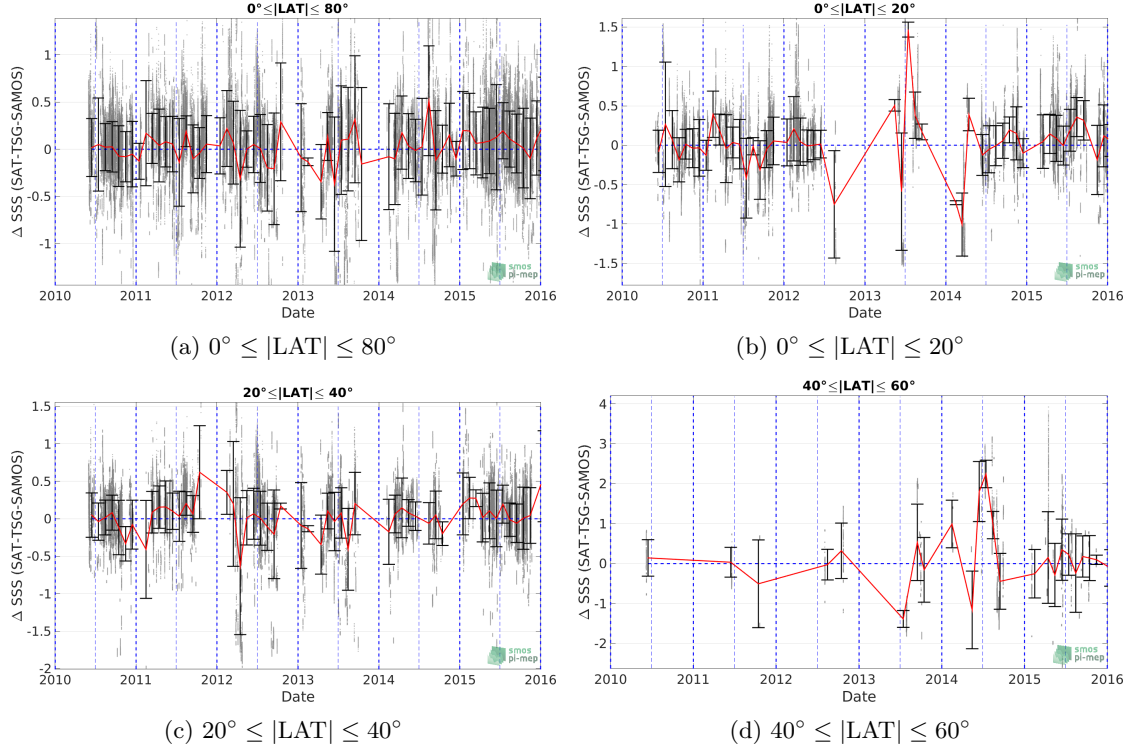 0°≤|LAT|≤ 80°
Δ SSS (SAT-TSG-SAMOS)
1
0.5
0
-0.5
-1
smos
pi-mep
2010 2011 2012 2013 2014 2015 2016
Date
(a) 0° ≤ |LAT| ≤ 80°
0°≤|LAT|≤ 20°
Δ SSS (SAT-TSG-SAMOS)
1.5
1
0.5
0
-0.5
-1
-1.5
smos
pi-mep
2010 2011 2012 2013 2014 2015 2016
Date
(b) 0° ≤ |LAT| ≤ 20°
20°≤|LAT|≤ 40°
Δ SSS (SAT-TSG-SAMOS)
1.5
1
0.5
0
-0.5
-1
-1.5
-2
smos
pi-mep
2010 2011 2012 2013 2014 2015 2016
Date
(c) 20° ≤ |LAT| ≤ 40°
40°≤|LAT|≤ 60°
Δ SSS (SAT-TSG-SAMOS)
4
3
2
1
0
-1
-2
smos
pi-mep
2010 2011 2012 2013 2014 2015 2016
Date
(d) 40° ≤ |LAT| ≤ 60°